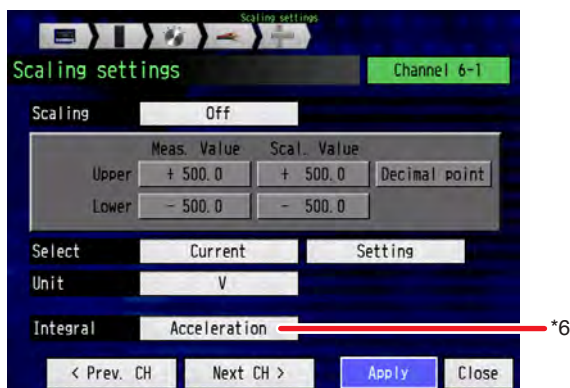 Scaling settings
Scaling settings Channel 6-1
Scaling Off
Meas. Value Scal. Value
Upper + 500.0 + 500.0 Decimal point
Lower - 500.0 - 500.0
Select Current Setting
Unit V
Integral Acceleration *6
< Prev. CH Next CH > Apply Close